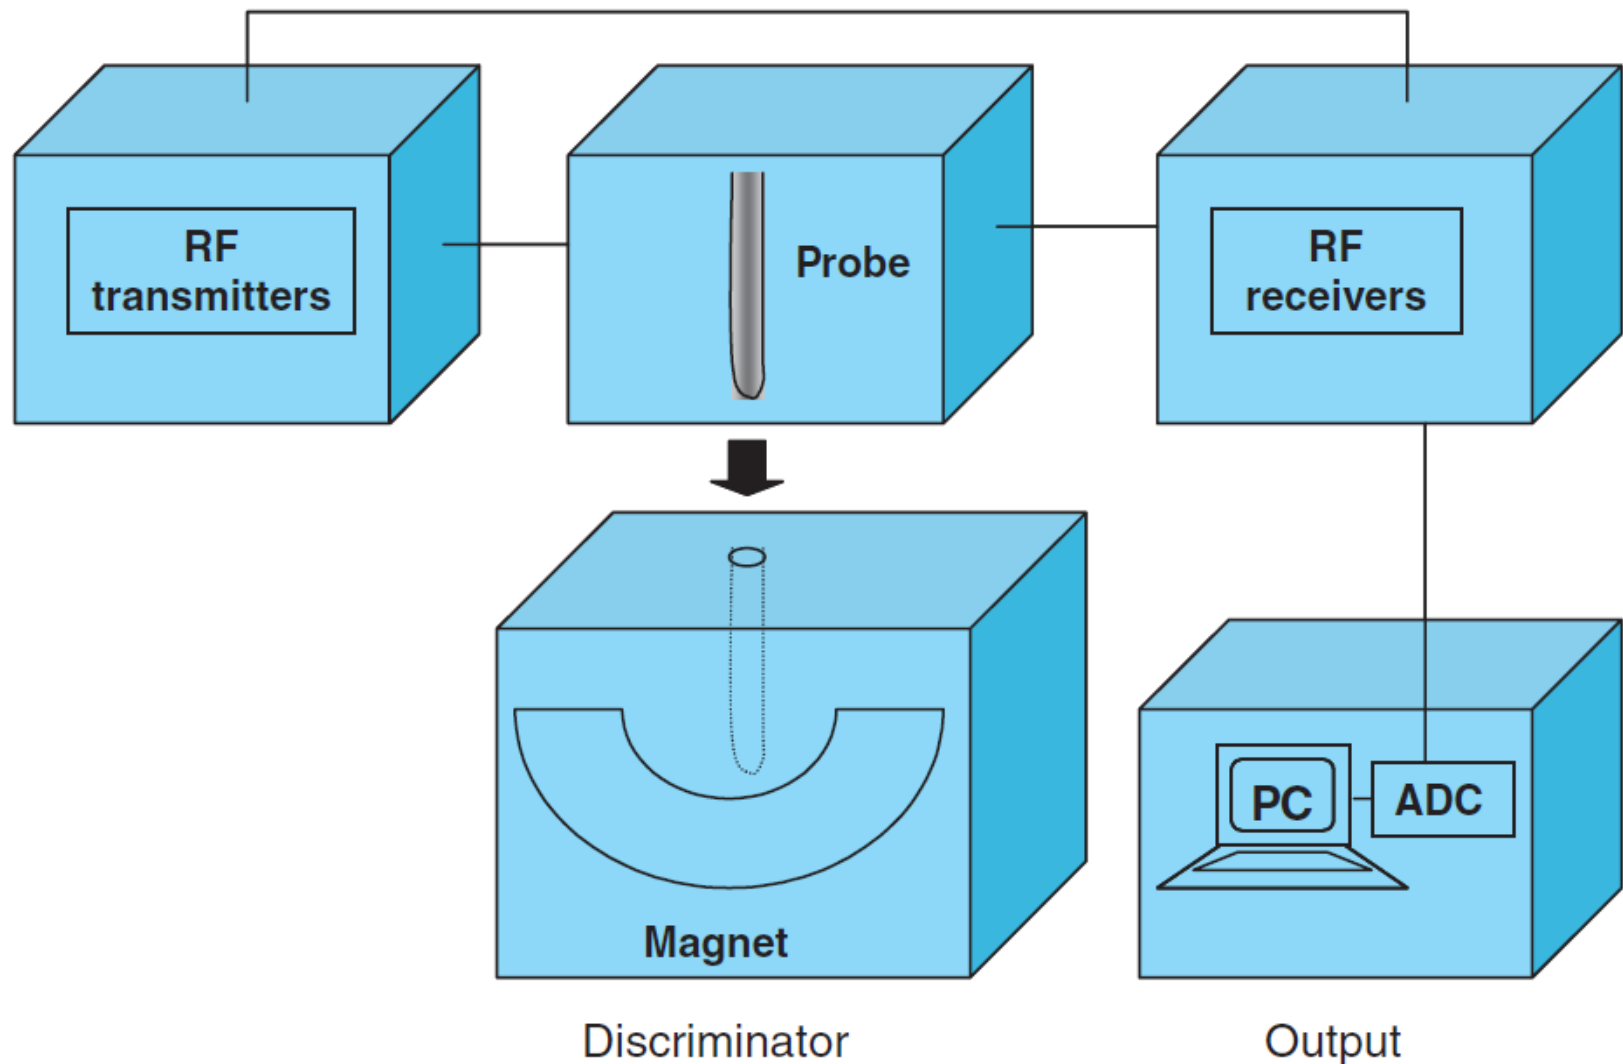 RF
transmitters
Probe
RF
receivers
Magnet
PC
ADC
Discriminator
Output